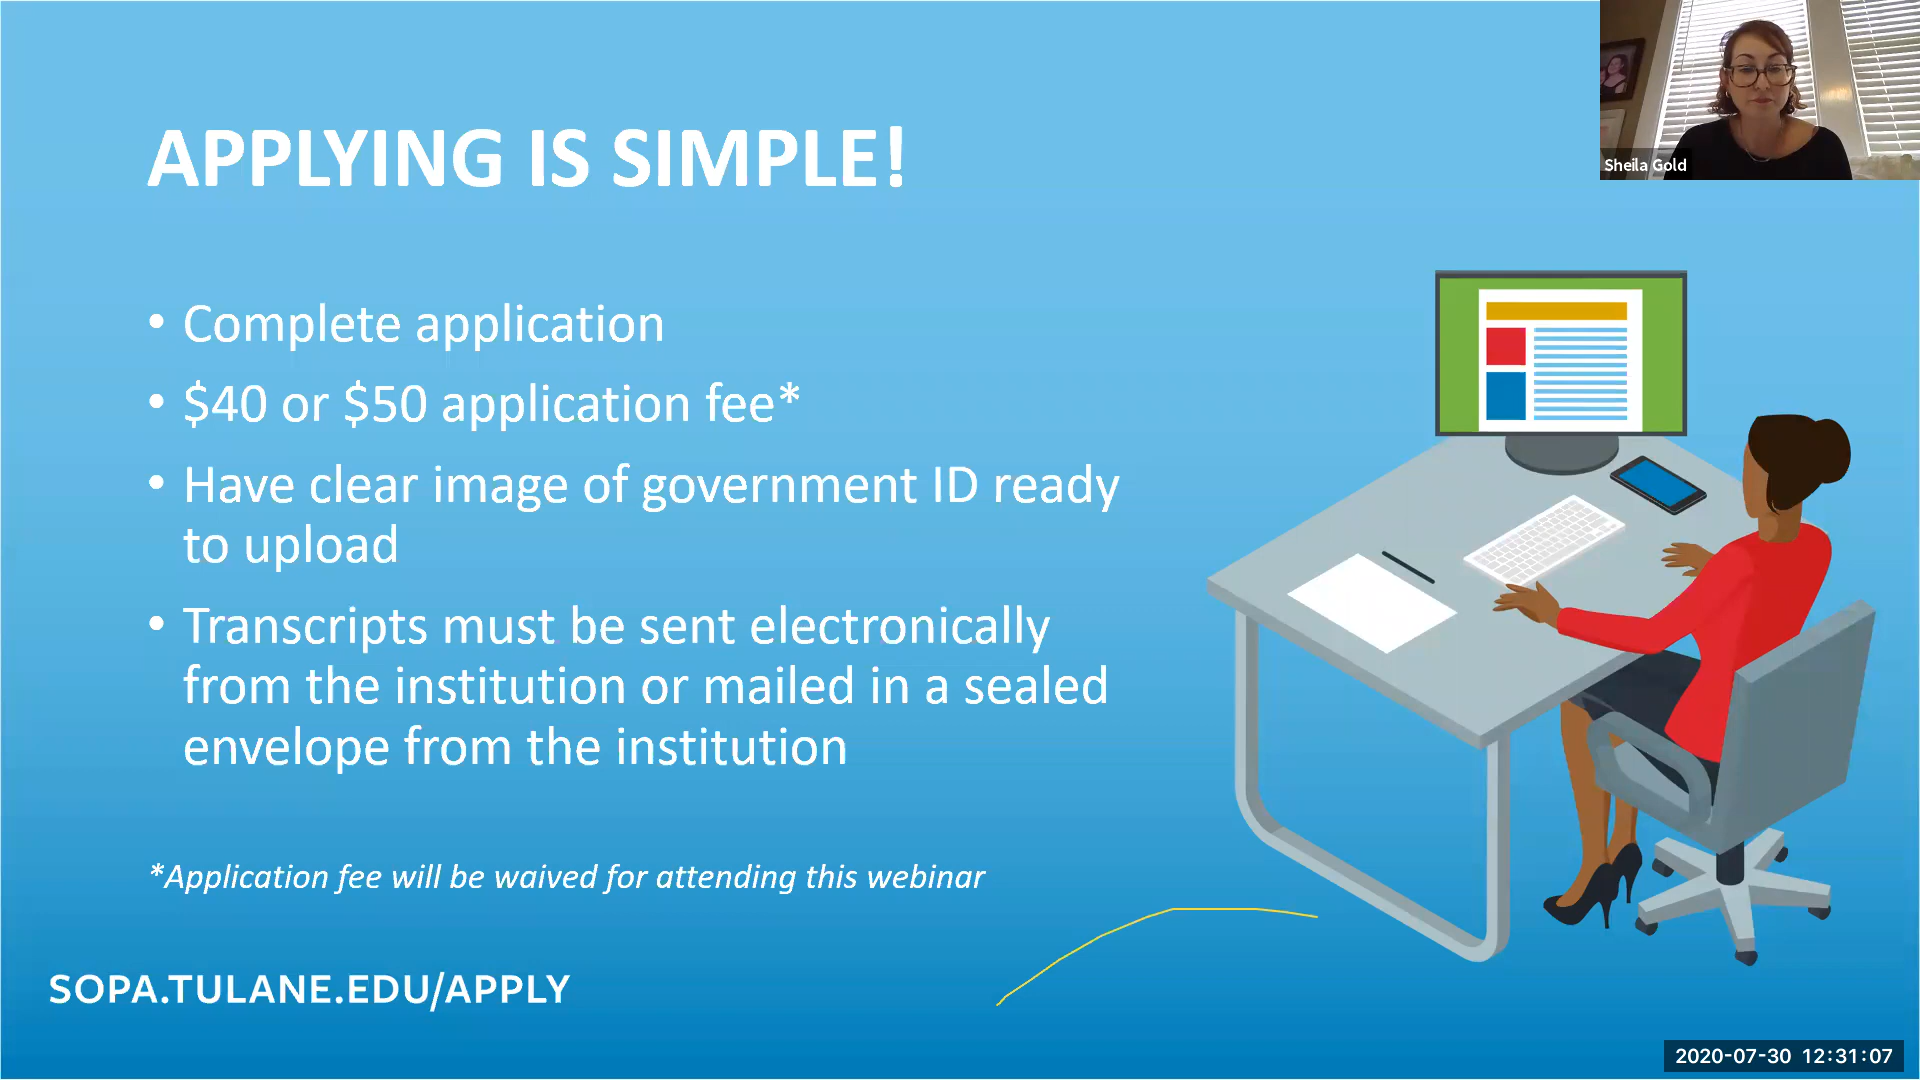 APPLYING IS SIMPLE!
Sheila Gold
• Complete application
• $40 or $50 application fee*
• Have clear image of government ID ready
to upload
• Transcripts must be sent electronically
from the institution or mailed in a sealed
envelope from the institution
*Application fee will be waived for attending this webinar
SOPA.TULANE.EDU/APPLY
2020-07-30 12:31:07